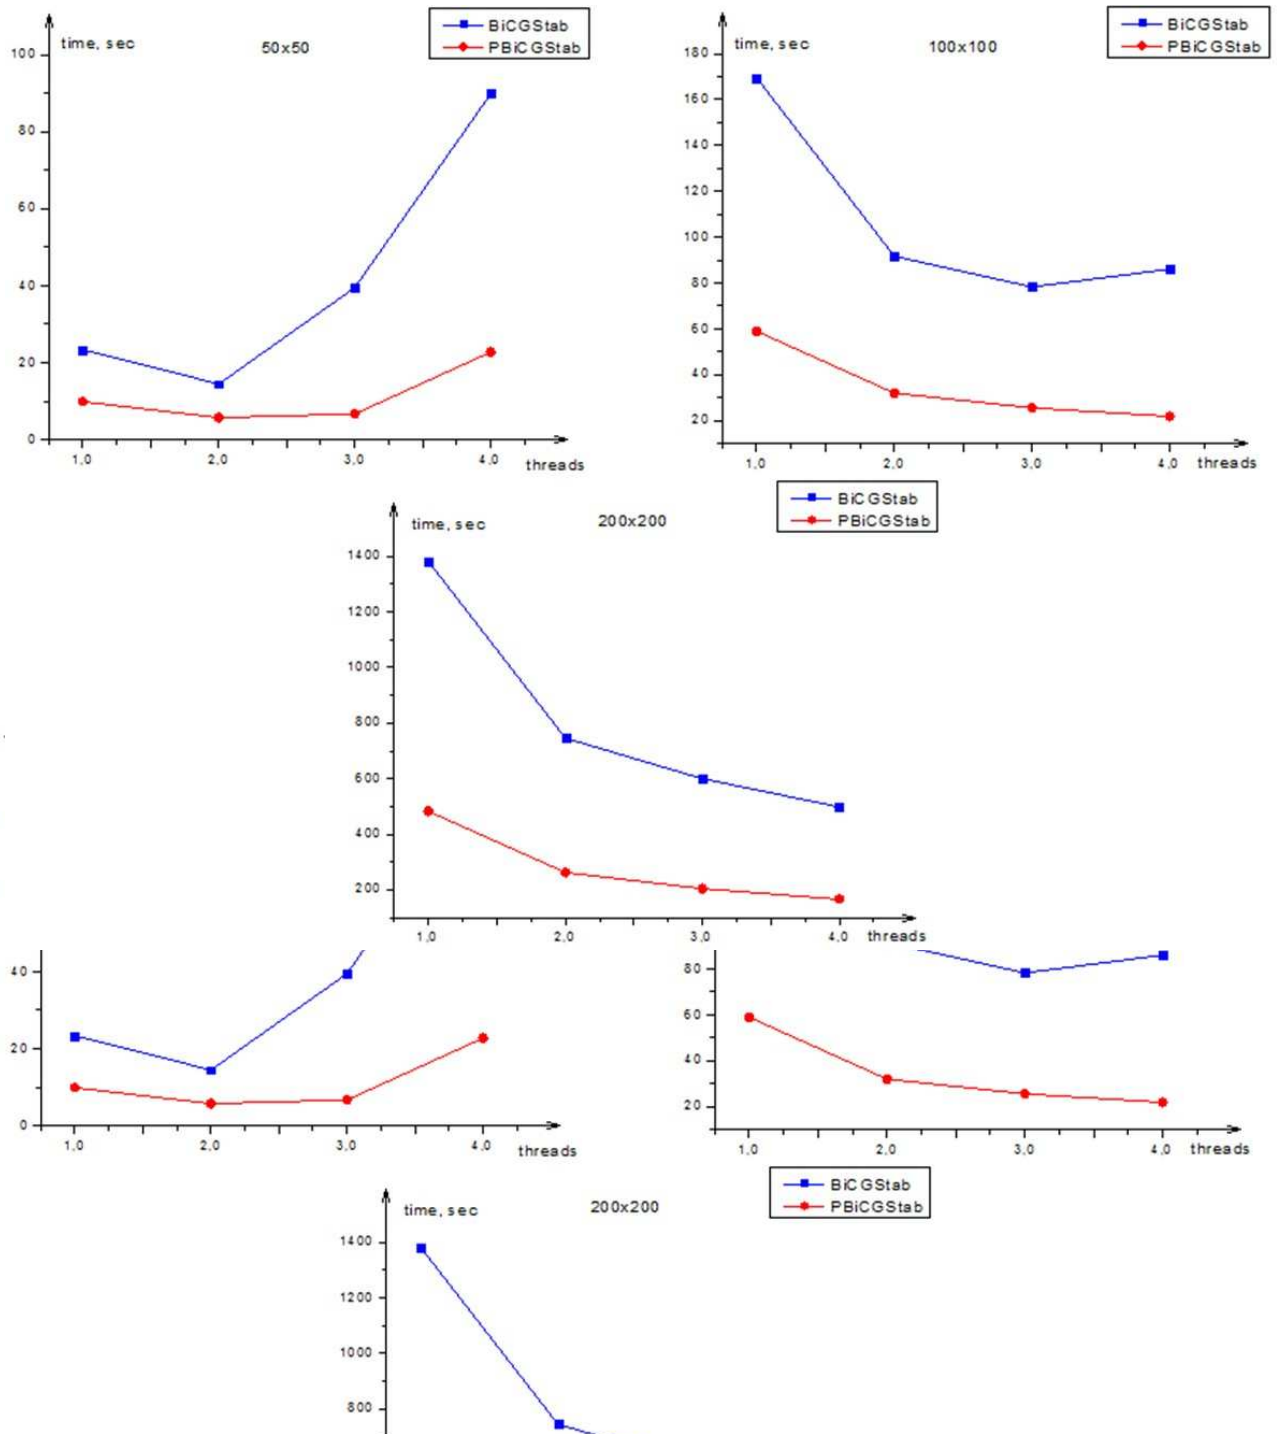 BiCGStab
PBiCGStab
time, sec
50x50
100
80
60
40
20
0
1,0 2,0 3,0 4,0
threads
BiCGStab
PBiCGStab
time, sec
100x100
180
160
140
120
100
80
60
40
20
1,0 2,0 3,0 4,0 threads
BiCGStab
PBiCGStab
time, sec
200x200
1400
1200
1000
800
600
400
200
1,0 2,0 3,0 4,0 threads
40
20
0
1,0 2,0 3,0 4,0
threads
80
60
40
20
1,0 2,0 3,0 4,0 threads
BiCGStab
PBiCGStab
time, sec
200x200
1400
1200
1000
800